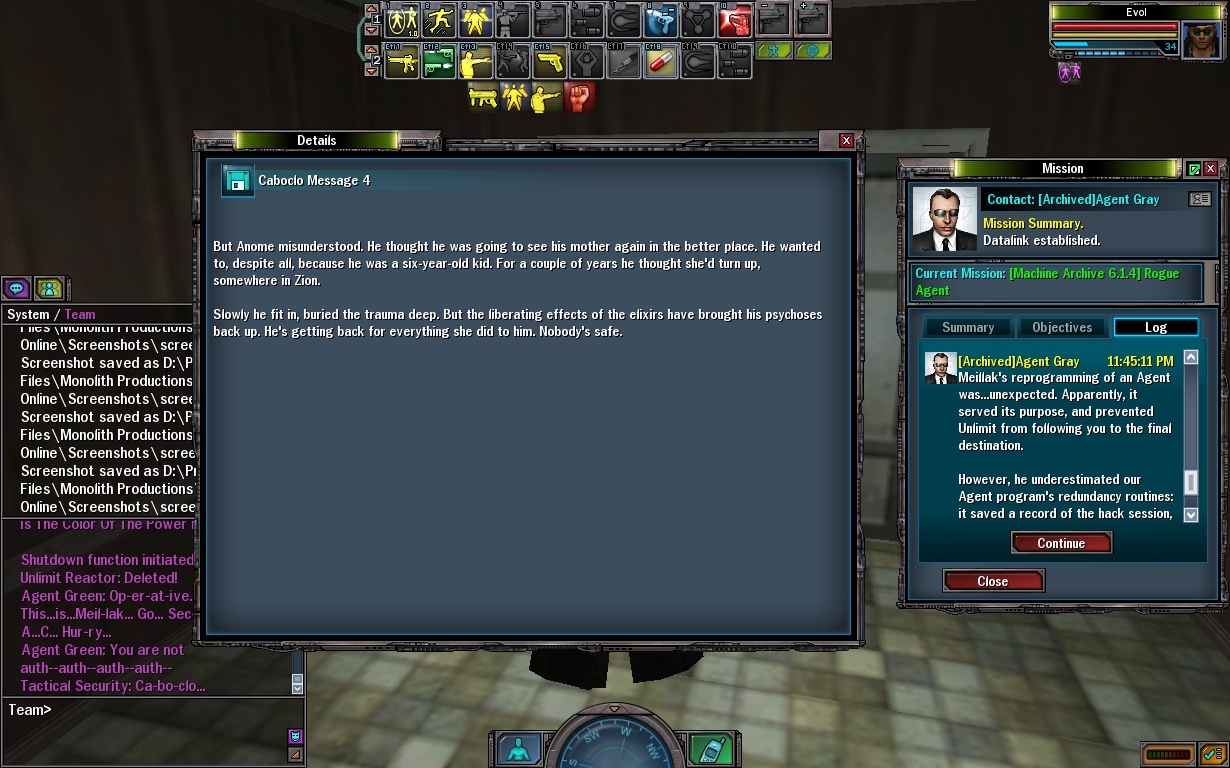 Evol
34
Details
Caboclo Message 4
But Anome misunderstood. He thought he was going to see his mother again in the better place. He wanted
to, despite all, because he was a six-year-old kid. For a couple of years he thought she'd turn up,
somewhere in Zion.
Slowly he fit in, buried the trauma deep. But the liberating effects of the elixirs have brought his psychoses
back up. He's getting back for everything she did to him. Nobody's safe.
Mission
Contact: [Archived]Agent Gray
Mission Summary.
Datalink established.
Current Mission: [Machine Archive 6.1.4] Rogue
Agent
Summary
Objectives
Log
[Archived]Agent Gray 11:45:11 PM
Meillak's reprogramming of an Agent
was...unexpected. Apparently, it
served its purpose, and prevented
Unlimit from following you to the final
destination.
However, he underestimated our
Agent program's redundancy routines:
it saved a record of the hack session,
Continue
Close
System / Team
Files\Monolith Productions
Online\Screenshots\scree
Screenshot saved as D:\P
Files\Monolith Productions
Online\Screenshots\scree
Screenshot saved as D:\P
Files\Monolith Productions
Online\Screenshots\scree
Screenshot saved as D:\Pr
Files\Monolith Productions
Online\Screenshots\scree
Is The Color Of The Power
Shutdown function initiated
Unlimit Reactor: Deleted!
Agent Green: Op-er-at-ive.
This...is...Meil-lak... Go... Sec
A...C... Hur-ry...
Agent Green: You are not
auth--auth--auth--auth--
Tactical Security: Ca-bo-clo...
Team>
S
SW
W
NW